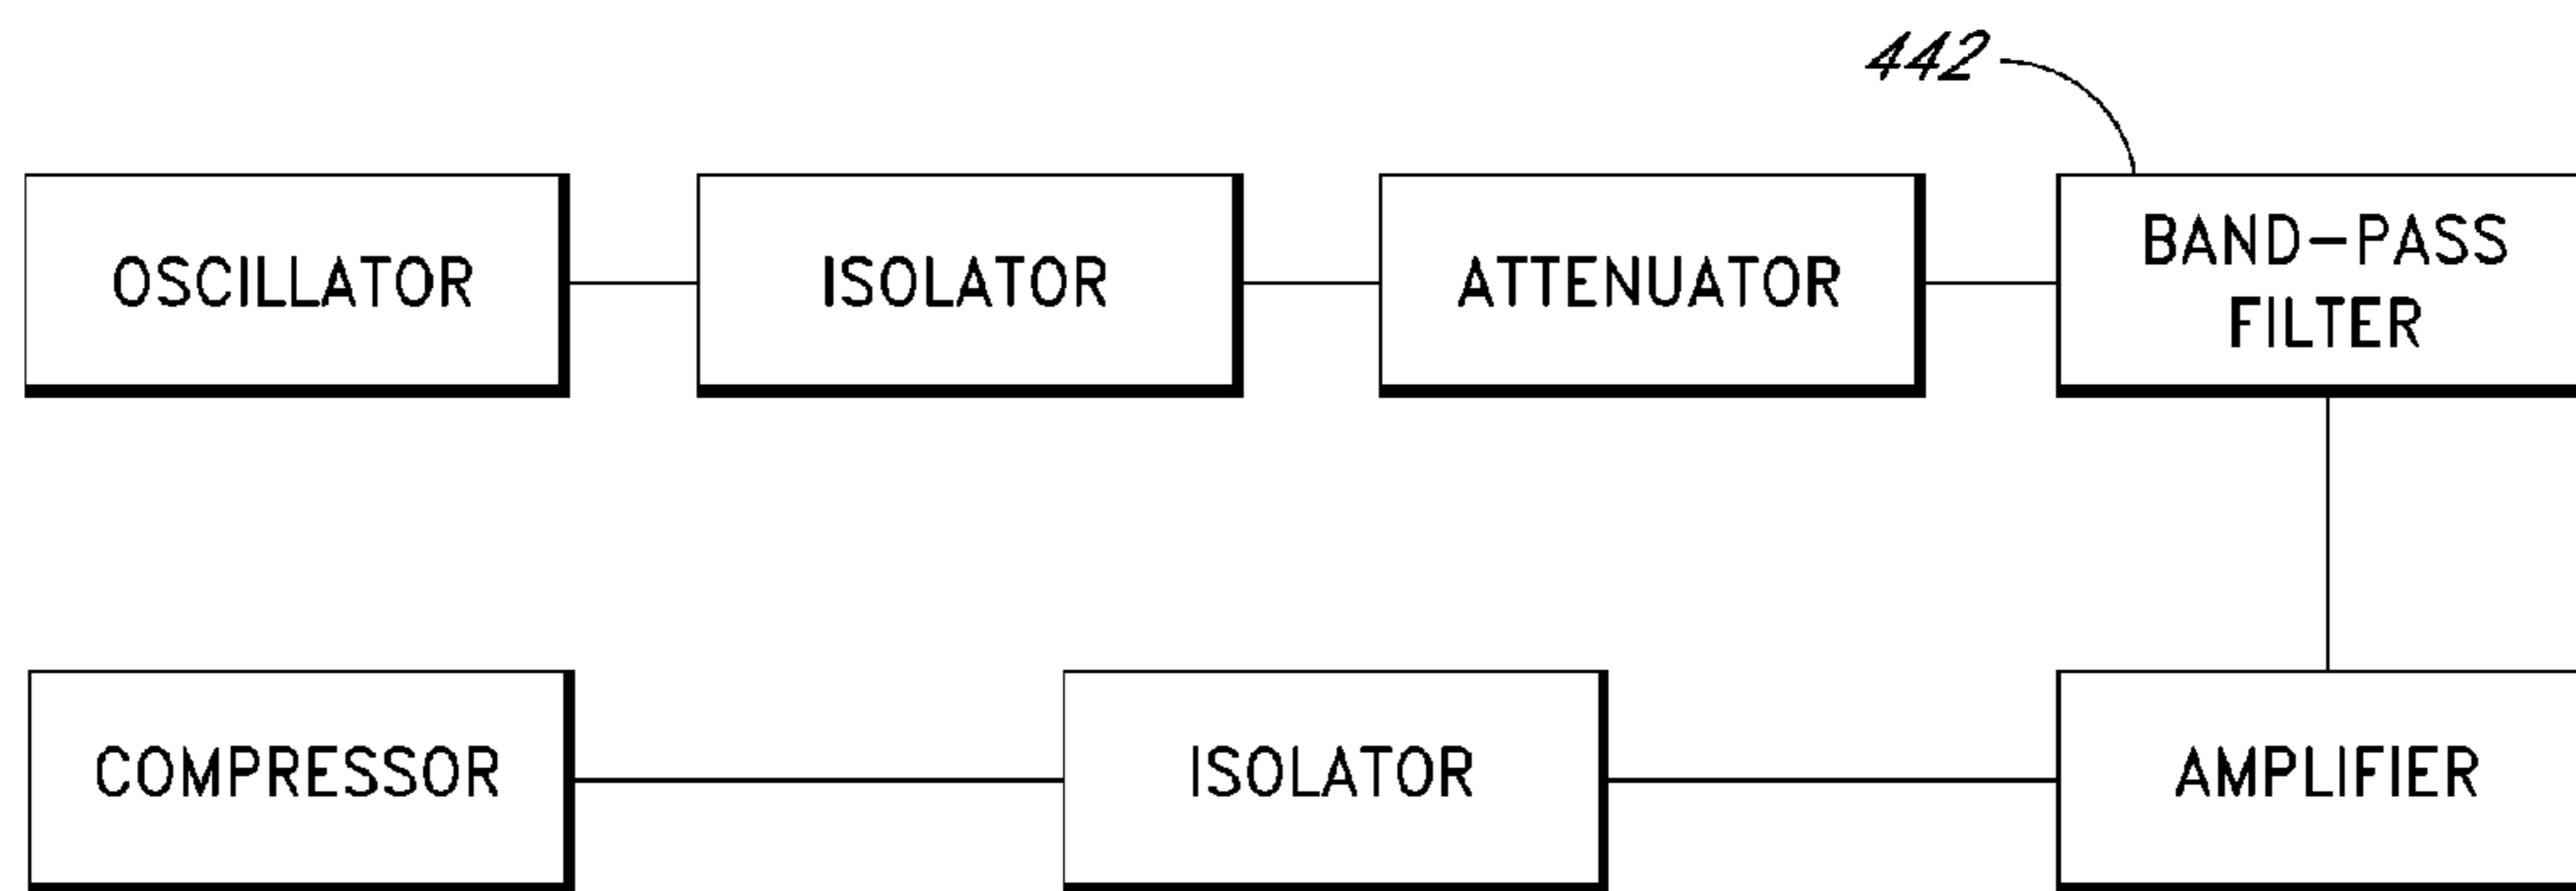 442
OSCILLATOR
ISOLATOR
ATTENUATOR
BAND-PASS
FILTER
COMPRESSOR
ISOLATOR
AMPLIFIER